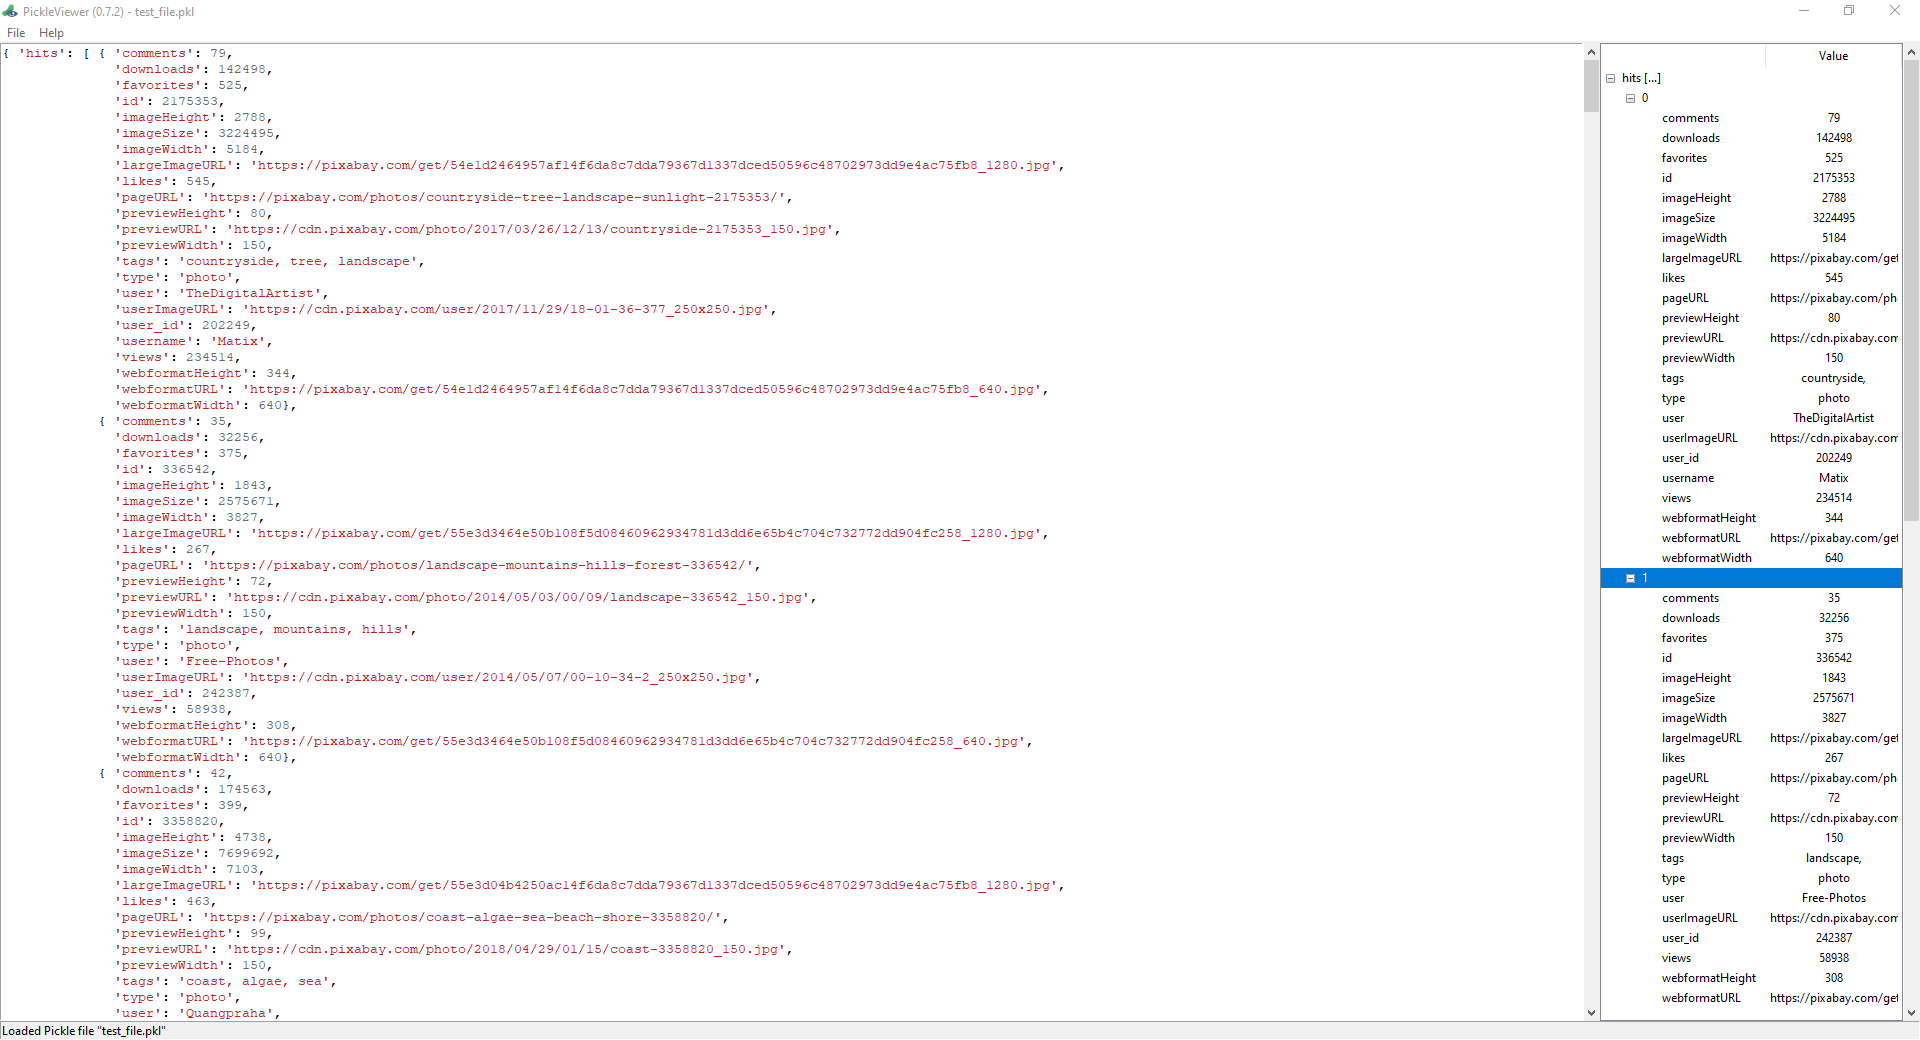 PickleViewer (0.7.2) - test_file.pkl
File Help
{ 'hits': [ { 'comments': 79,
'downloads': 142498,
'favorites': 525,
'id': 2175353,
'imageHeight': 2788,
'imageSize': 3224495,
'imageWidth': 5184,
'largeImageURL': 'https://pixabay.com/get/54e1d2464957af14f6da8c7dda79367d1337dced50596c48702973dd9e4ac75fb8_1280.jpg',
'likes': 545,
'pageURL': 'https://pixabay.com/photos/countryside-tree-landscape-sunlight-2175353/',
'previewHeight': 80,
'previewURL': 'https://cdn.pixabay.com/photo/2017/03/26/12/13/countryside-2175353_150.jpg',
'previewWidth': 150,
'tags': 'countryside, tree, landscape',
'type': 'photo',
'user': 'TheDigitalArtist',
'userImageURL': 'https://cdn.pixabay.com/user/2017/11/29/18-01-36-377_250x250.jpg',
'user_id': 202249,
'username': 'Matix',
'views': 234514,
'webformatHeight': 344,
'webformatURL': 'https://pixabay.com/get/54e1d2464957af14f6da8c7dda79367d1337dced50596c48702973dd9e4ac75fb8_640.jpg',
'webformatWidth': 640},
{ 'comments': 35,
'downloads': 32256,
'favorites': 375,
'id': 336542,
'imageHeight': 1843,
'imageSize': 2575671,
'imageWidth': 3827,
'largeImageURL': 'https://pixabay.com/get/55e3d3464e50b108f5d08460962934781d3dd6e65b4c704c732772dd904fc258_1280.jpg',
'likes': 267,
'pageURL': 'https://pixabay.com/photos/landscape-mountains-hills-forest-336542/',
'previewHeight': 72,
'previewURL': 'https://cdn.pixabay.com/photo/2014/05/03/00/09/landscape-336542_150.jpg',
'previewWidth': 150,
'tags': 'landscape, mountains, hills',
'type': 'photo',
'user': 'Free-Photos',
'userImageURL': 'https://cdn.pixabay.com/user/2014/05/07/00-10-34-2_250x250.jpg',
'user_id': 242387,
'views': 58938,
'webformatHeight': 308,
'webformatURL': 'https://pixabay.com/get/55e3d3464e50b108f5d08460962934781d3dd6e65b4c704c732772dd904fc258_640.jpg',
'webformatWidth': 640},
{ 'comments': 42,
'downloads': 174563,
'favorites': 399,
'id': 3358820,
'imageHeight': 4738,
'imageSize': 7699692,
'imageWidth': 7103,
'largeImageURL': 'https://pixabay.com/get/55e3d04b4250ac14f6da8c7dda79367d1337dced50596c48702973dd9e4ac75fb8_1280.jpg',
'likes': 463,
'pageURL': 'https://pixabay.com/photos/coast-algae-sea-beach-shore-3358820/',
'previewHeight': 99,
'previewURL': 'https://cdn.pixabay.com/photo/2018/04/29/01/15/coast-3358820_150.jpg',
'previewWidth': 150,
'tags': 'coast, algae, sea',
'type': 'photo',
'user': 'Quangpraha',
Value
hits [...]
0
comments 79
downloads 142498
favorites 525
id 2175353
imageHeight 2788
imageSize 3224495
imageWidth 5184
largeImageURL https://pixabay.com/get
likes 545
pageURL https://pixabay.com/ph
previewHeight 80
previewURL https://cdn.pixabay.com
previewWidth 150
tags countryside,
type photo
user TheDigitalArtist
userImageURL https://cdn.pixabay.com
user_id 202249
username Matix
views 234514
webformatHeight 344
webformatURL https://pixabay.com/get
webformatWidth 640
1
comments 35
downloads 32256
favorites 375
id 336542
imageHeight 1843
imageSize 2575671
imageWidth 3827
largeImageURL https://pixabay.com/get
likes 267
pageURL https://pixabay.com/ph
previewHeight 72
previewURL https://cdn.pixabay.com
previewWidth 150
tags landscape,
type photo
user Free-Photos
userImageURL https://cdn.pixabay.com
user_id 242387
views 58938
webformatHeight 308
webformatURL https://pixabay.com/get
Loaded Pickle file "test_file.pkl"